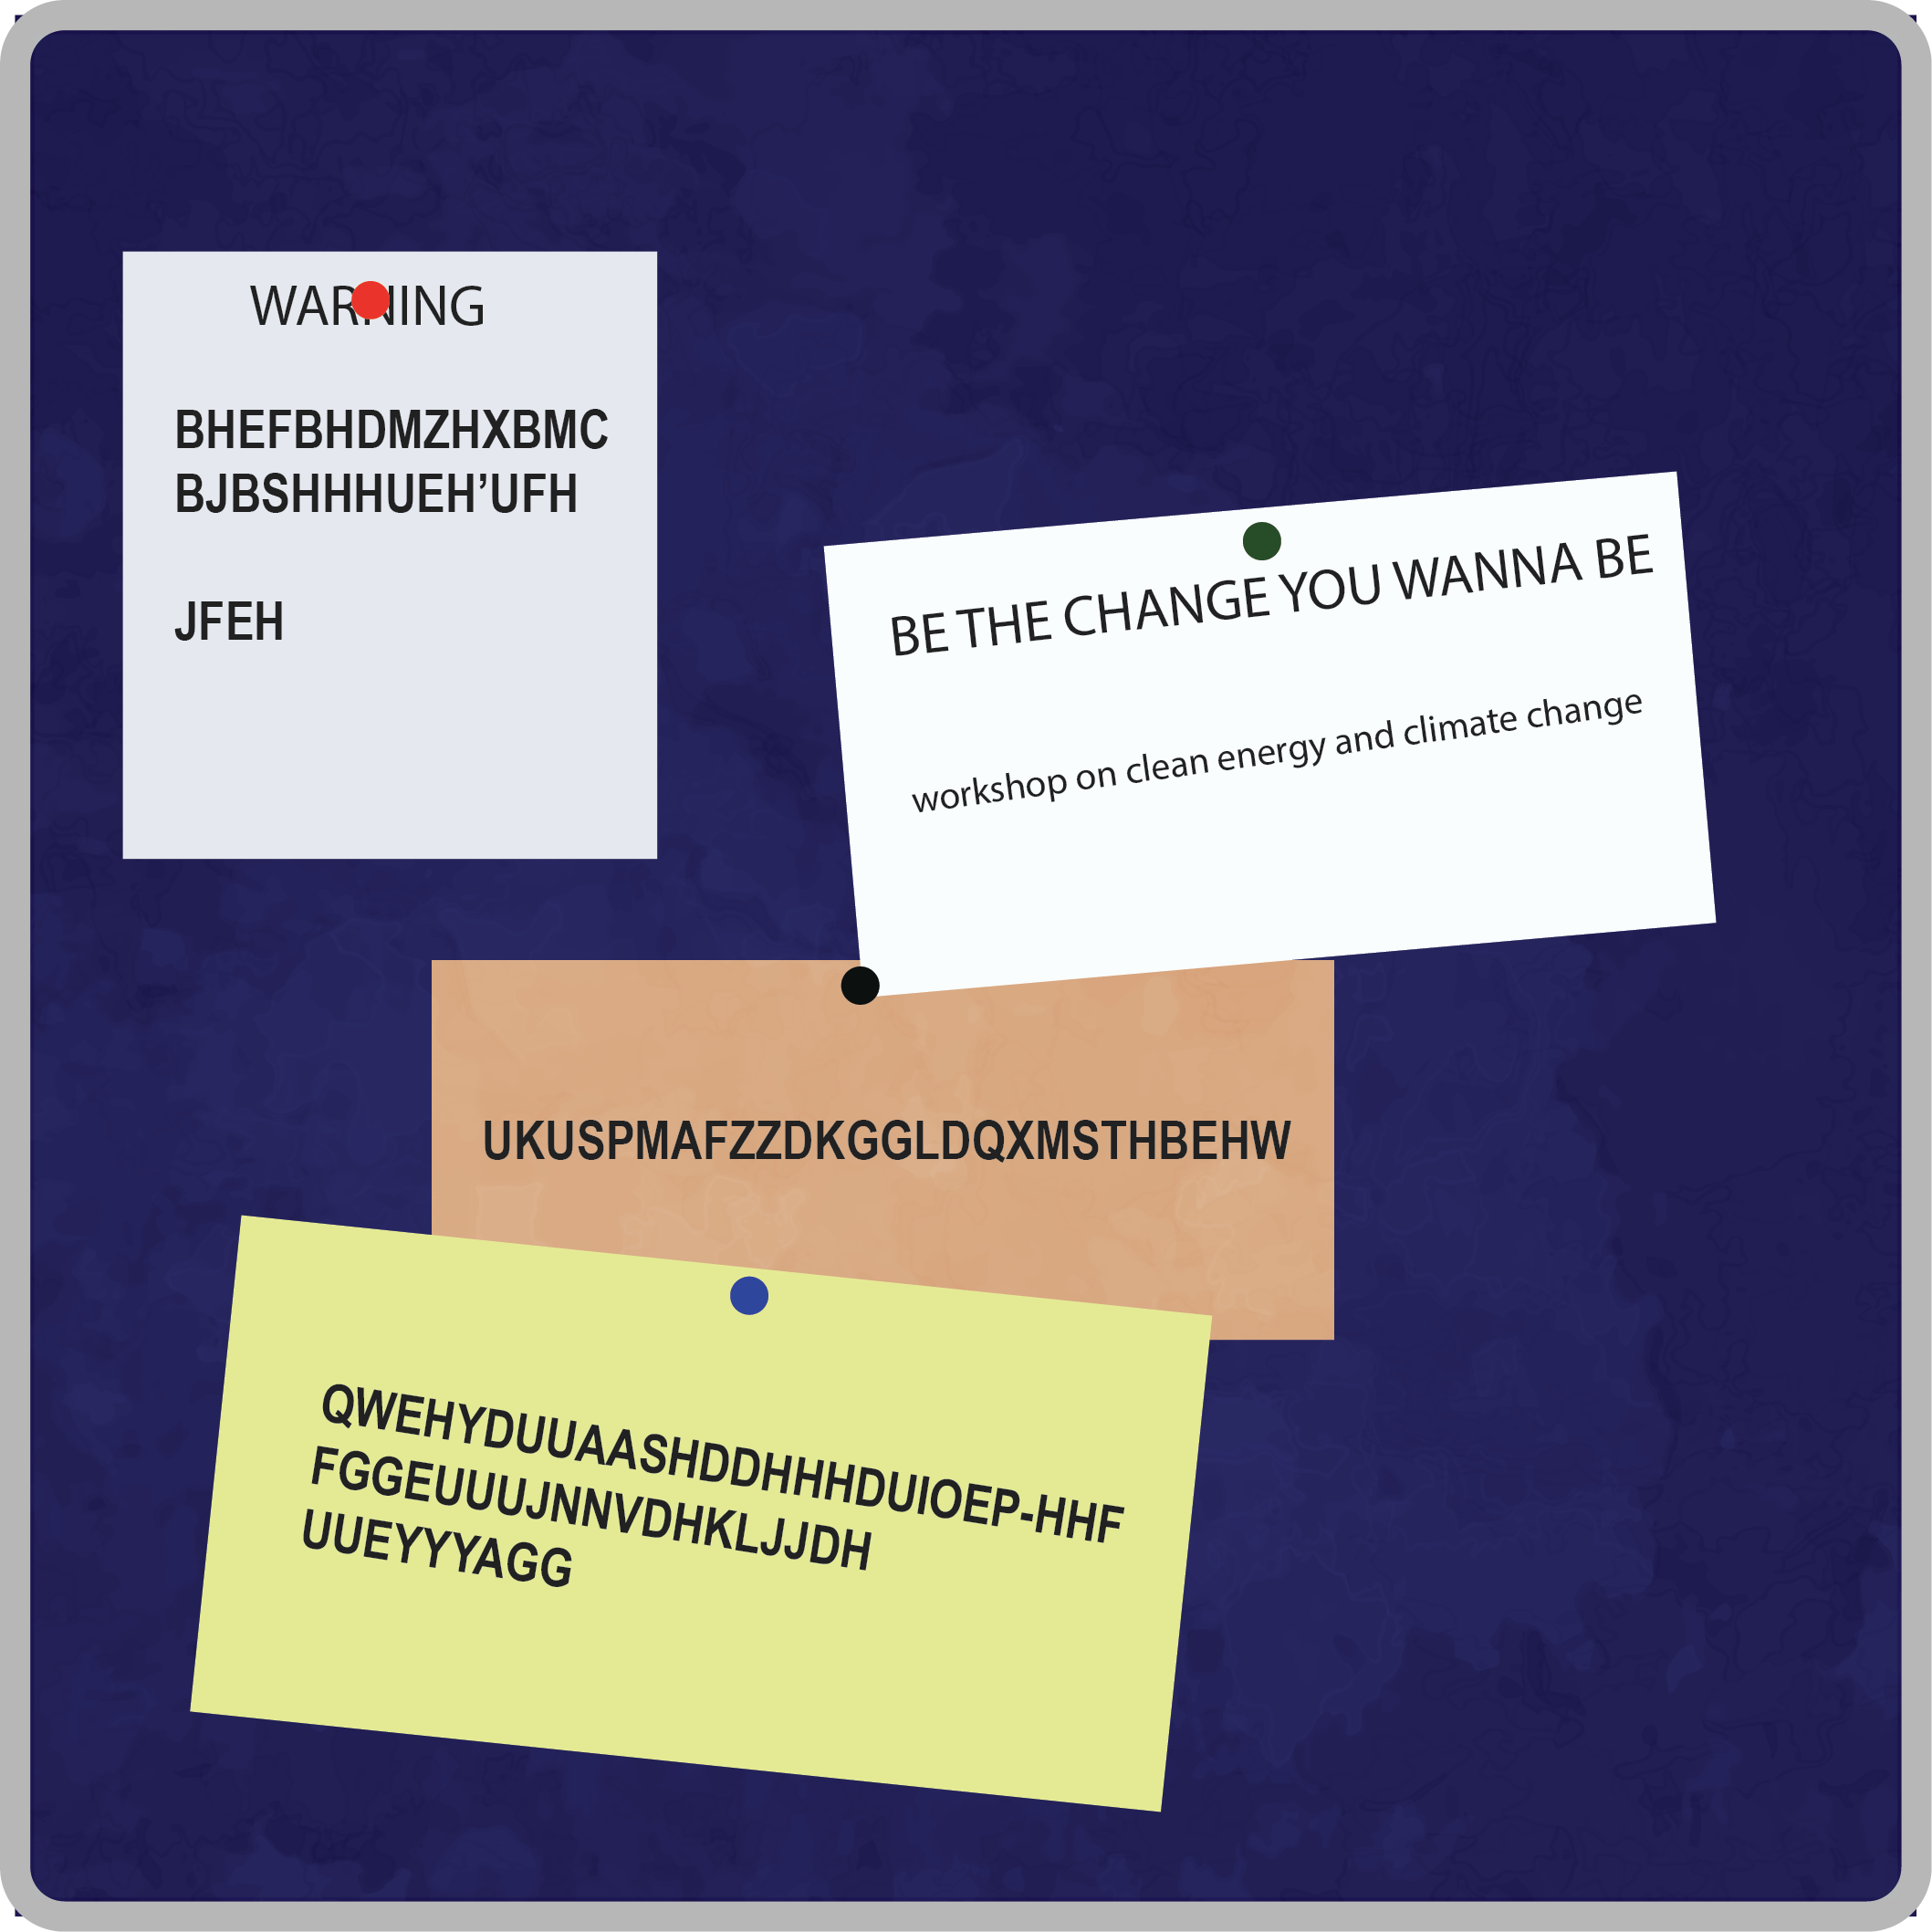 WARNING
BHEFBHDMZHXBMC
BJBSHHHUEH’UFH
JFEH
BE THE CHANGE YOU WANNA BE
workshop on clean energy and climate change
UKUSPMAFZZDKGGLDQXMSTHBEHW
QWEHYDUUAASHDDHHHDUIOEP-HHF
FGGEUUUJNNVDHKLJJDH
UUEYYYAGG